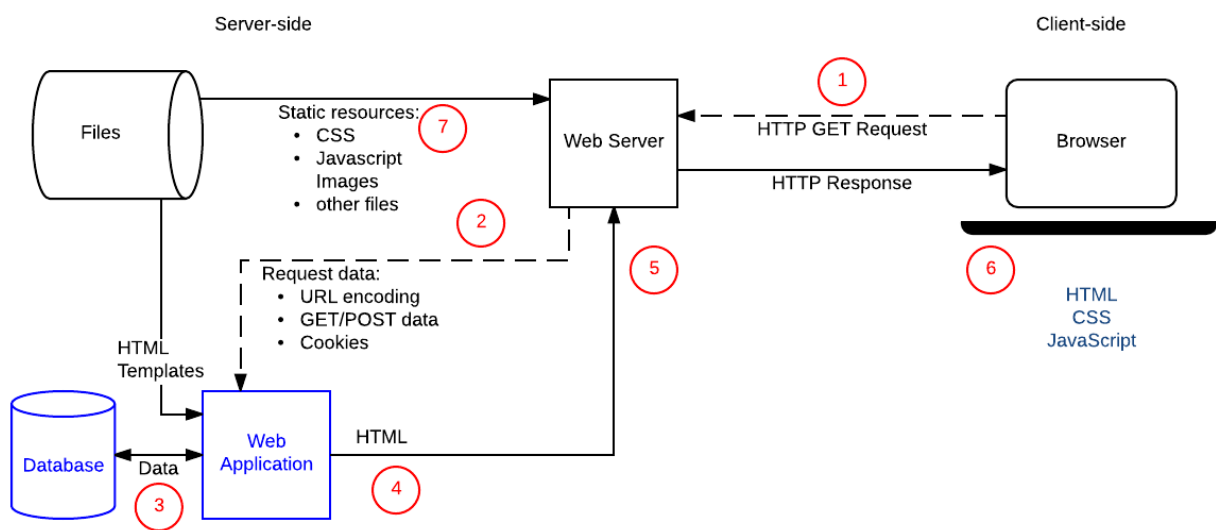 Server-side
Client-side
1
Files
Static resources:
• CSS
• Javascript
Images
• other files
7
Web Server
HTTP GET Request
HTTP Response
Browser
2
5
6
Request data:
• URL encoding
• GET/POST data
• Cookies
HTML
CSS
JavaScript
HTML
Templates
Database
Data
3
Web
Application
HTML
4